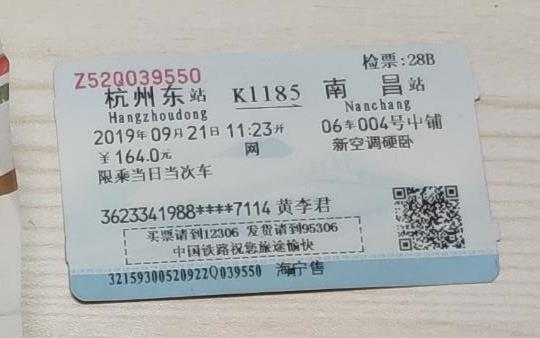 检票:28B
Z52Q039550
杭州东站 K1185 南昌站
Hangzhoudong Nanchang
2019年09月21日11:23开 06车004号中铺
¥164.0元 网 新空调硬卧
限乘当日当次车
3623341988****7114 黄李君
买票请到12306 发货请到95306
中国铁路祝您旅途愉快
32159300520922Q039550 海宁售